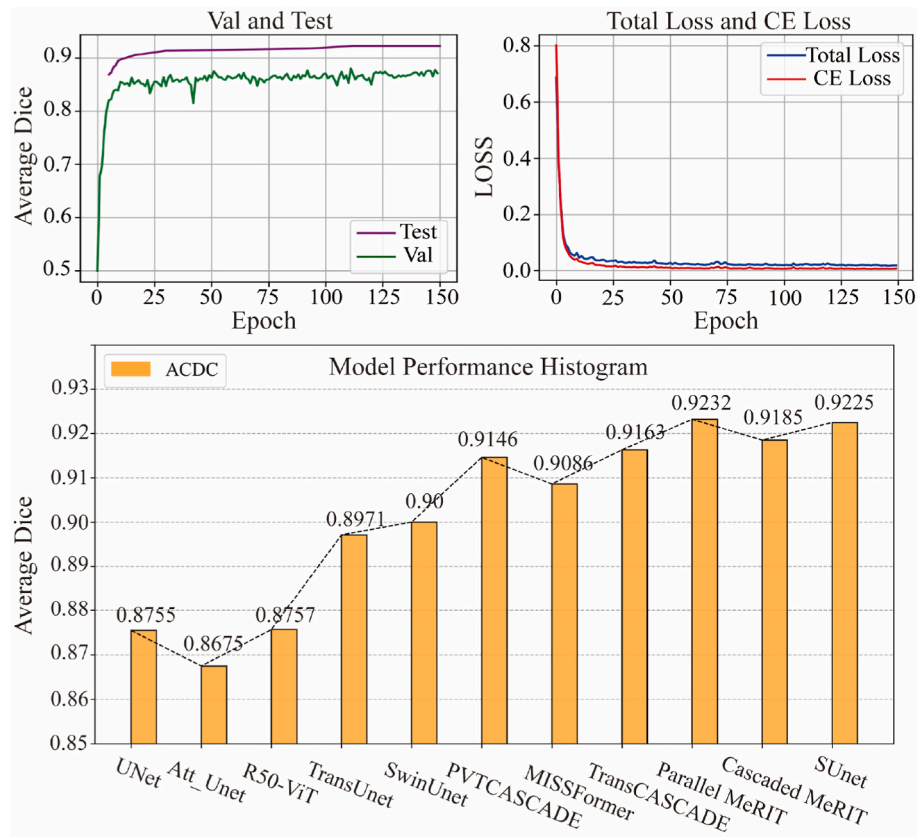 Val and Test
Average Dice
0.9
0.8
0.7
0.6
0.5
Test
Val
0 25 50 75 100 125 150
Epoch
Total Loss and CE Loss
LOSS
0.8
0.6
0.4
0.2
0.0
Total Loss
CE Loss
0 25 50 75 100 125 150
Epoch
Model Performance Histogram
ACDC
Average Dice
0.93
0.92
0.91
0.90
0.89
0.88
0.87
0.86
0.85
0.8755
0.8675
0.8757
0.8971
0.90
0.9146
0.9086
0.9163
0.9232
0.9185
0.9225
UNet
Att_Unet
R50-ViT
TransUnet
SwinUnet
PVTCASCADE
MISSFormer
TransCASCADE
Parallel MeRIT
Cascaded MeRIT
SUnet